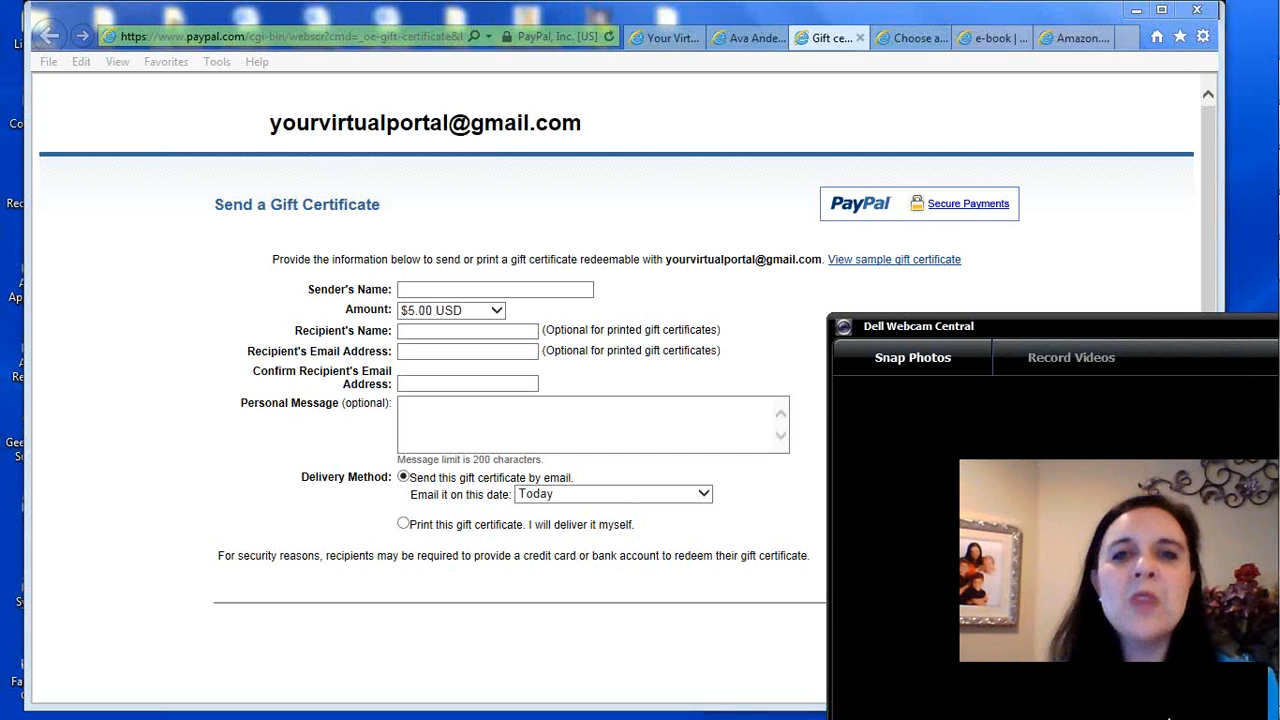 https://www.paypal.com/cgi-bin/webscr?cmd=_oe-gift-certificate&l
PayPal, Inc. [US]
Your Virt...
Ava Ande...
Gift ce...
Choose a...
e-book | ...
Amazon....
File Edit View Favorites Tools Help
yourvirtualportal@gmail.com
Send a Gift Certificate
PayPal Secure Payments
Provide the information below to send or print a gift certificate redeemable with yourvirtualportal@gmail.com. View sample gift certificate
Sender's Name:
Amount: $5.00 USD
Recipient's Name: (Optional for printed gift certificates)
Recipient's Email Address: (Optional for printed gift certificates)
Confirm Recipient's Email
Address:
Personal Message (optional):
Message limit is 200 characters.
Delivery Method: Send this gift certificate by email.
Email it on this date: Today
Print this gift certificate. I will deliver it myself.
For security reasons, recipients may be required to provide a credit card or bank account to redeem their gift certificate.
Dell Webcam Central
Snap Photos
Record Videos